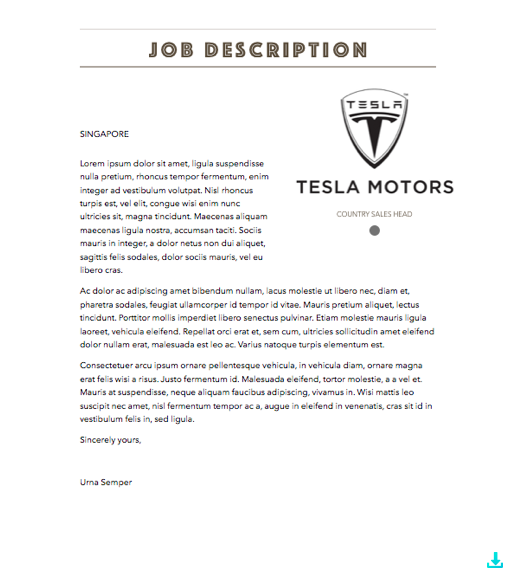 JOB DESCRIPTION
TESLA
TM
TESLA MOTORS
COUNTRY SALES HEAD
SINGAPORE
Lorem ipsum dolor sit amet, ligula suspendisse
nulla pretium, rhoncus tempor fermentum, enim
integer ad vestibulum volutpat. Nisl rhoncus
turpis est, vel elit, congue wisi enim nunc
ultricies sit, magna tincidunt. Maecenas aliquam
maecenas ligula nostra, accumsan taciti. Sociis
mauris in integer, a dolor netus non dui aliquet,
sagittis felis sodales, dolor sociis mauris, vel eu
libero cras.
Ac dolor ac adipiscing amet bibendum nullam, lacus molestie ut libero nec, diam et,
pharetra sodales, feugiat ullamcorper id tempor id vitae. Mauris pretium aliquet, lectus
tincidunt. Porttitor mollis imperdiet libero senectus pulvinar. Etiam molestie mauris ligula
laoreet, vehicula eleifend. Repellat orci erat et, sem cum, ultricies sollicitudin amet eleifend
dolor nullam erat, malesuada est leo ac. Varius natoque turpis elementum est.
Consectetuer arcu ipsum ornare pellentesque vehicula, in vehicula diam, ornare magna
erat felis wisi a risus. Justo fermentum id. Malesuada eleifend, tortor molestie, a a vel et.
Mauris at suspendisse, neque aliquam faucibus adipiscing, vivamus in. Wisi mattis leo
suscipit nec amet, nisl fermentum tempor ac a, augue in eleifend in venenatis, cras sit id in
vestibulum felis in, sed ligula.
Sincerely yours,
Urna Semper